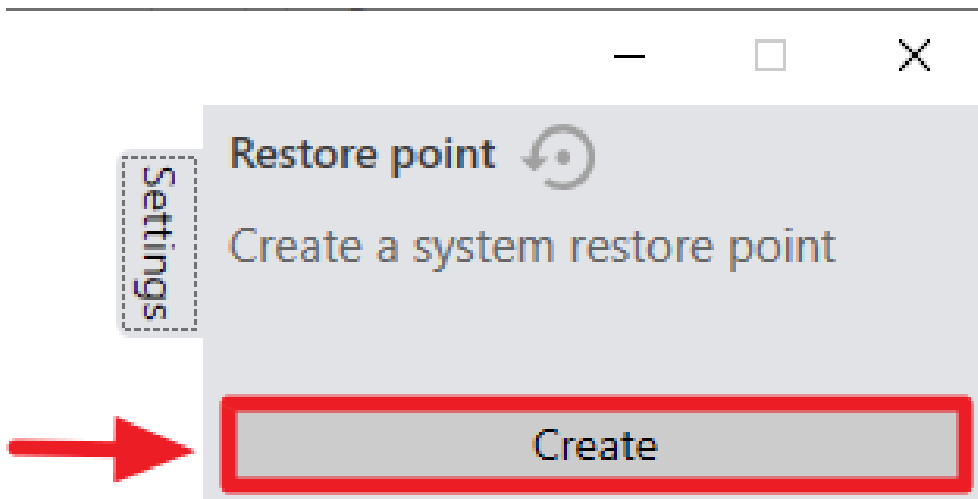 Restore point
Settings
Create a system restore point
Create